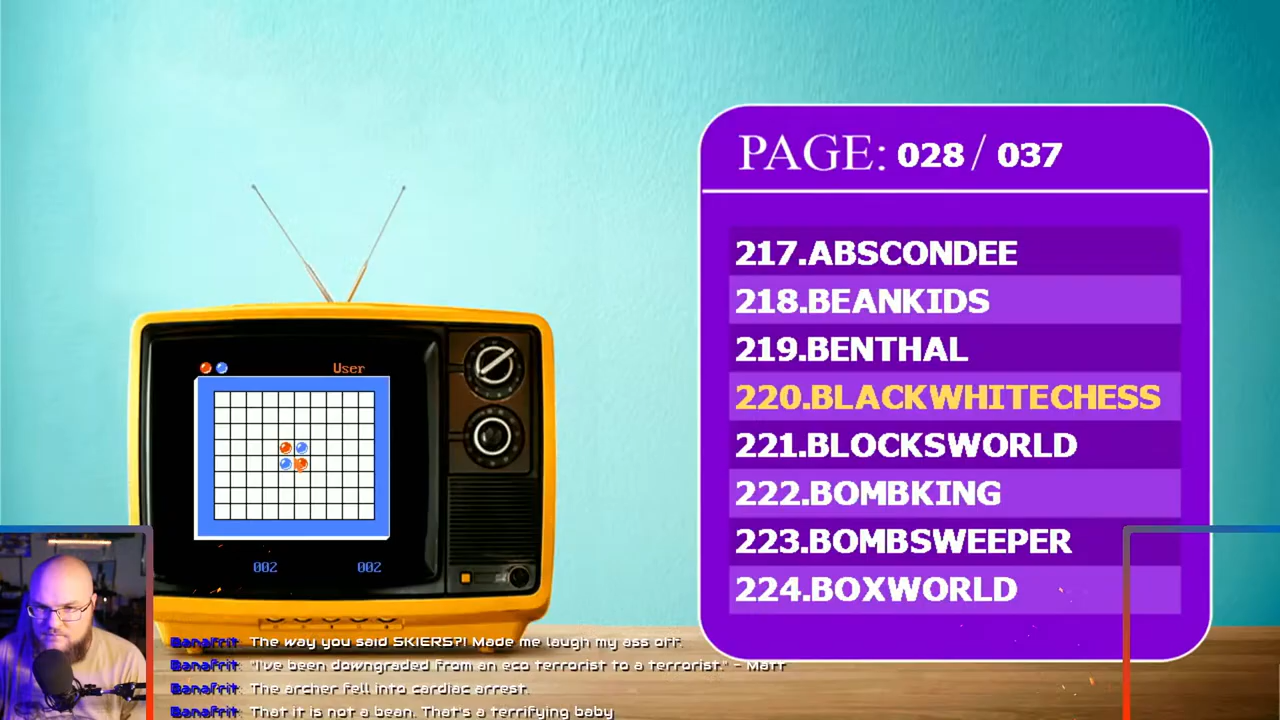 PAGE: 028 / 037
217.ABSCONDEE
218.BEANKIDS
219.BENTHAL
220.BLACKWHITECHESS
221.BLOCKSWORLD
222.BOMBKING
223.BOMBSWEEPER
224.BOXWORLD
User
002 002
Banafrit: The way you said SKIERS?! Made me laugh my ass off.
Banafrit: "I've been downgraded from an eco terrorist to a terrorist." - Matt
Banafrit: The archer fell into cardiac arrest.
Banafrit: That it is not a bean. That's a terrifying baby